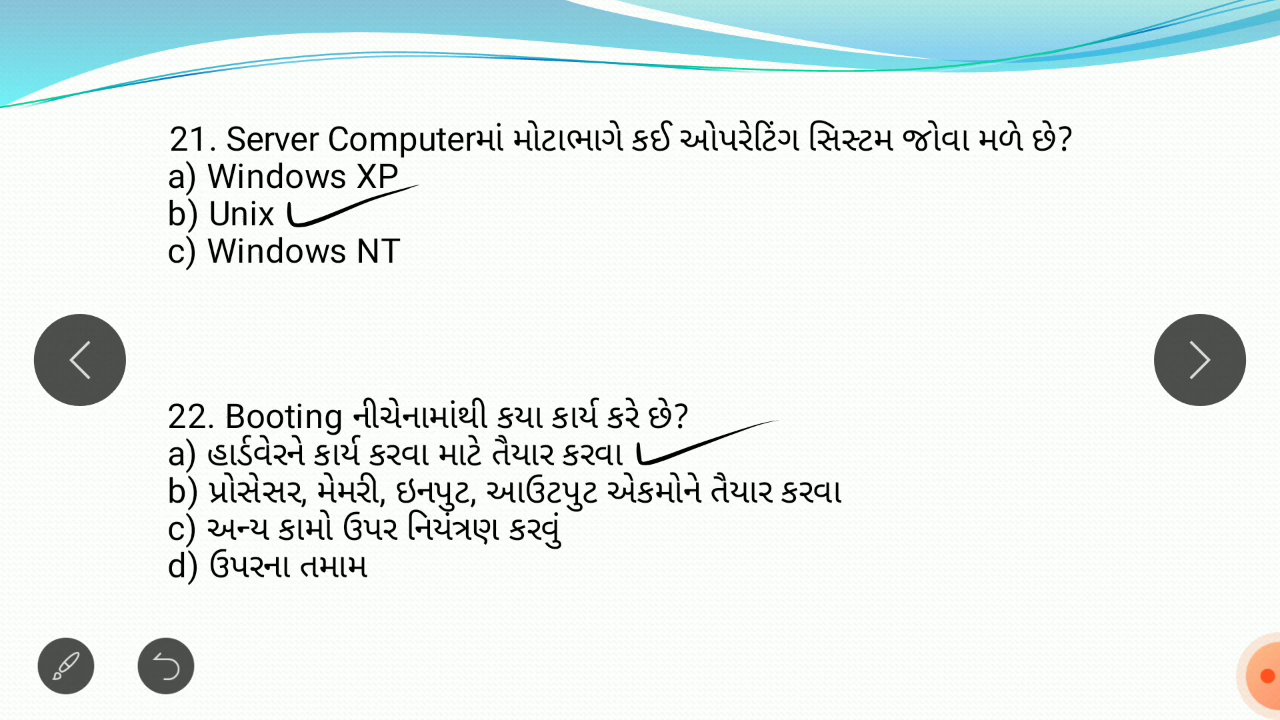 21. Server Computerમાં મોટાભાગે કઈ ઓપરેટિંગ સિસ્ટમ જોવા મળે છે?
a) Windows XP
b) Unix
c) Windows NT
22. Booting નીચેનામાંથી કયા કાર્ય કરે છે?
a) હાર્ડવેરને કાર્ય કરવા માટે તૈયાર કરવા
b) પ્રોસેસર, મેમરી, ઇનપુટ, આઉટપુટ એકમોને તૈયાર કરવા
c) અન્ય કામો ઉપર નિયંત્રણ કરવું
d) ઉપરના તમામ